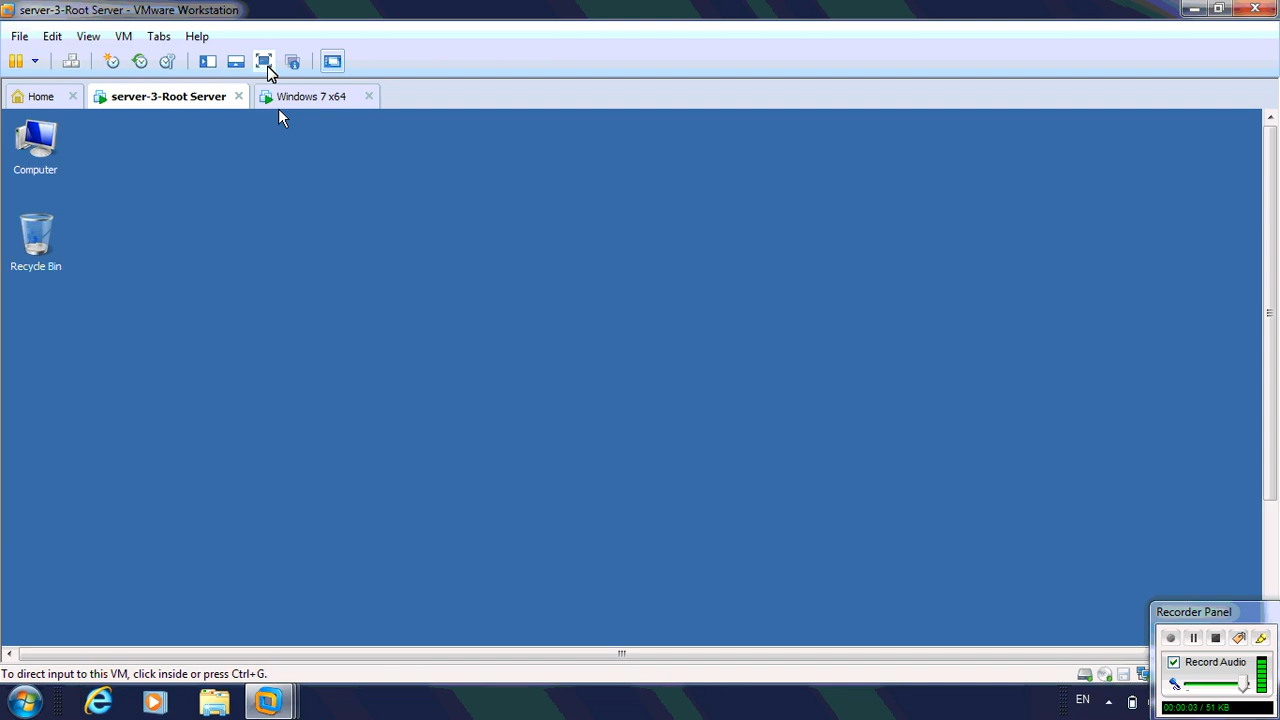 server-3-Root Server - VMware Workstation
File Edit View VM Tabs Help
Home server-3-Root Server Windows 7 x64
Computer
Recycle Bin
Recorder Panel
Record Audio
00:00:03 / 51 KB
To direct input to this VM, click inside or press Ctrl+G.
EN